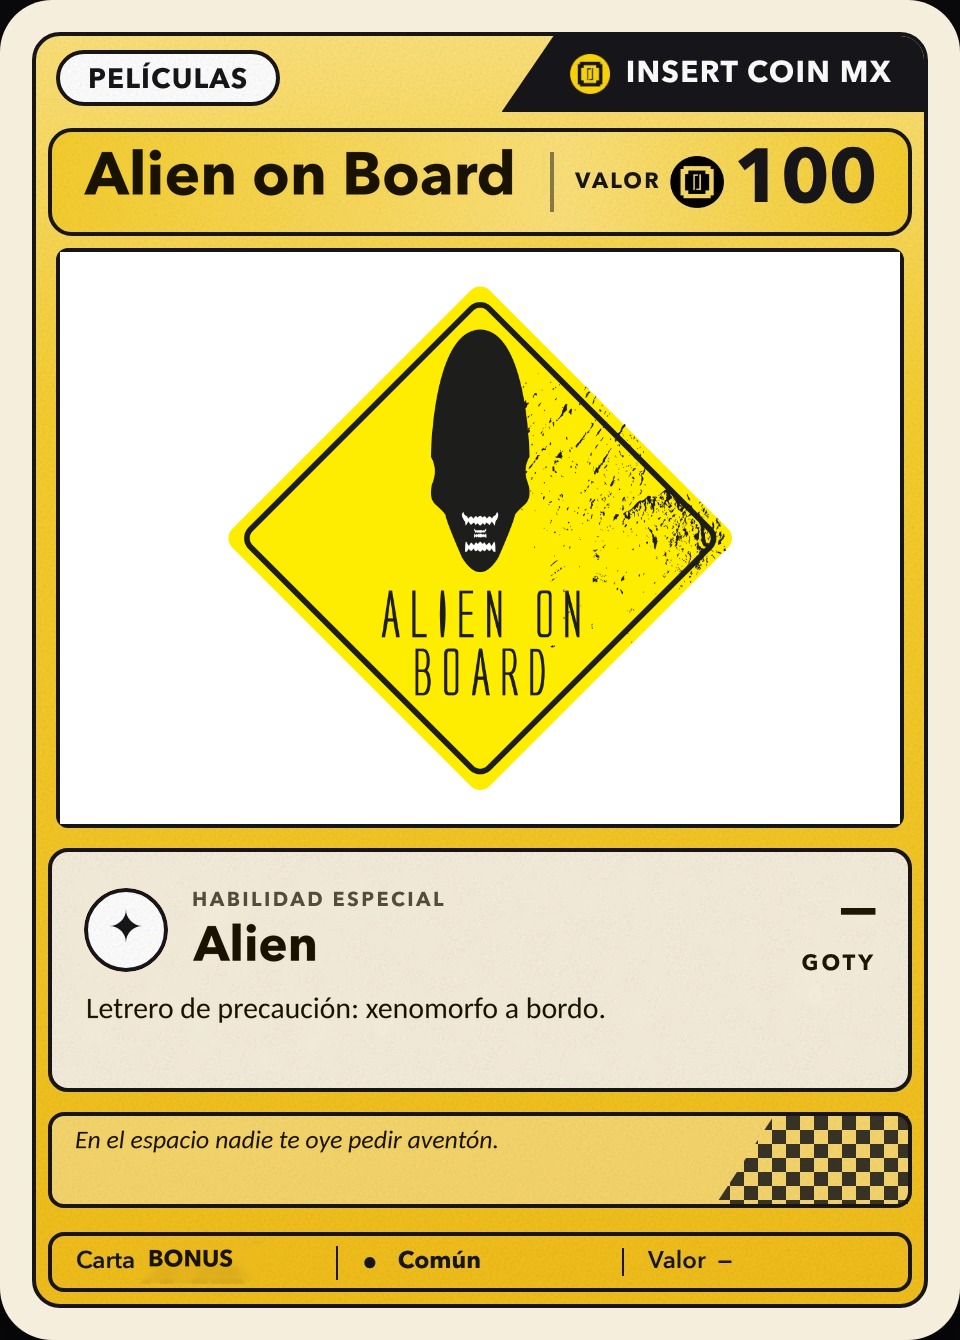 PELÍCULAS
INSERT COIN MX
Alien on Board
VALOR 100
ALIEN ON
BOARD
HABILIDAD ESPECIAL
Alien
—
GOTY
Letrero de precaución: xenomorfo a bordo.
En el espacio nadie te oye pedir aventón.
Carta BONUS
● Común
Valor –